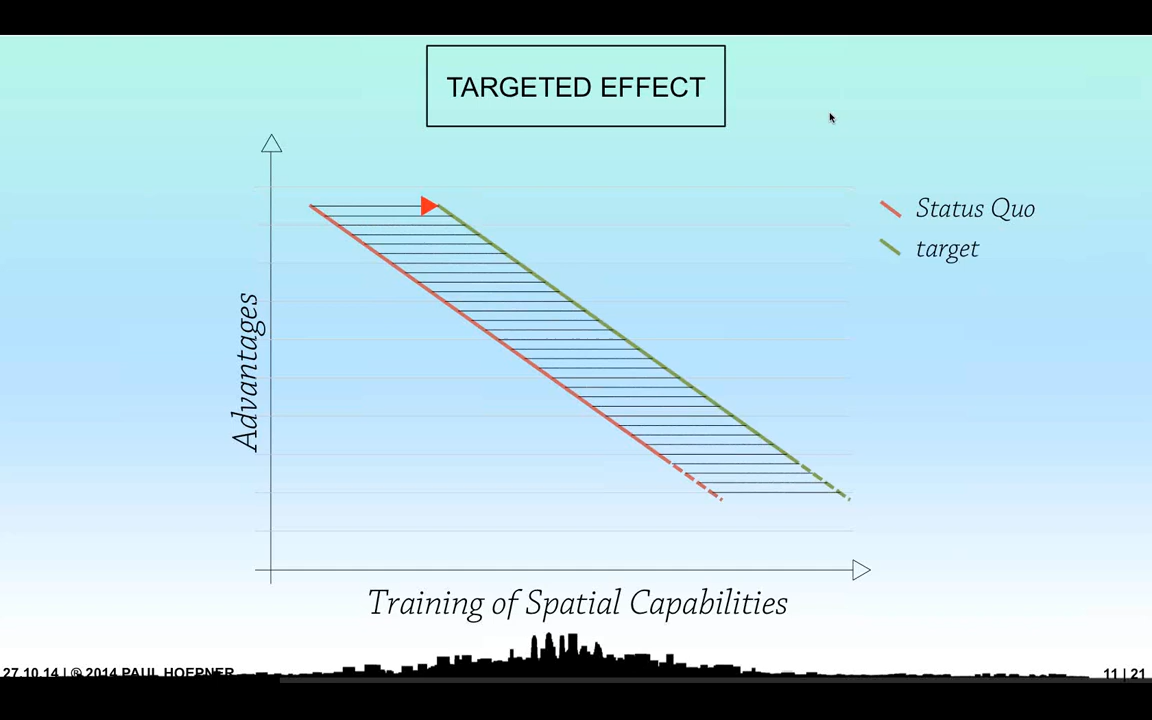 TARGETED EFFECT
Status Quo
target
Advantages
Training of Spatial Capabilities
27.10.14 | © 2014 PAUL HOEPNER
11 | 21